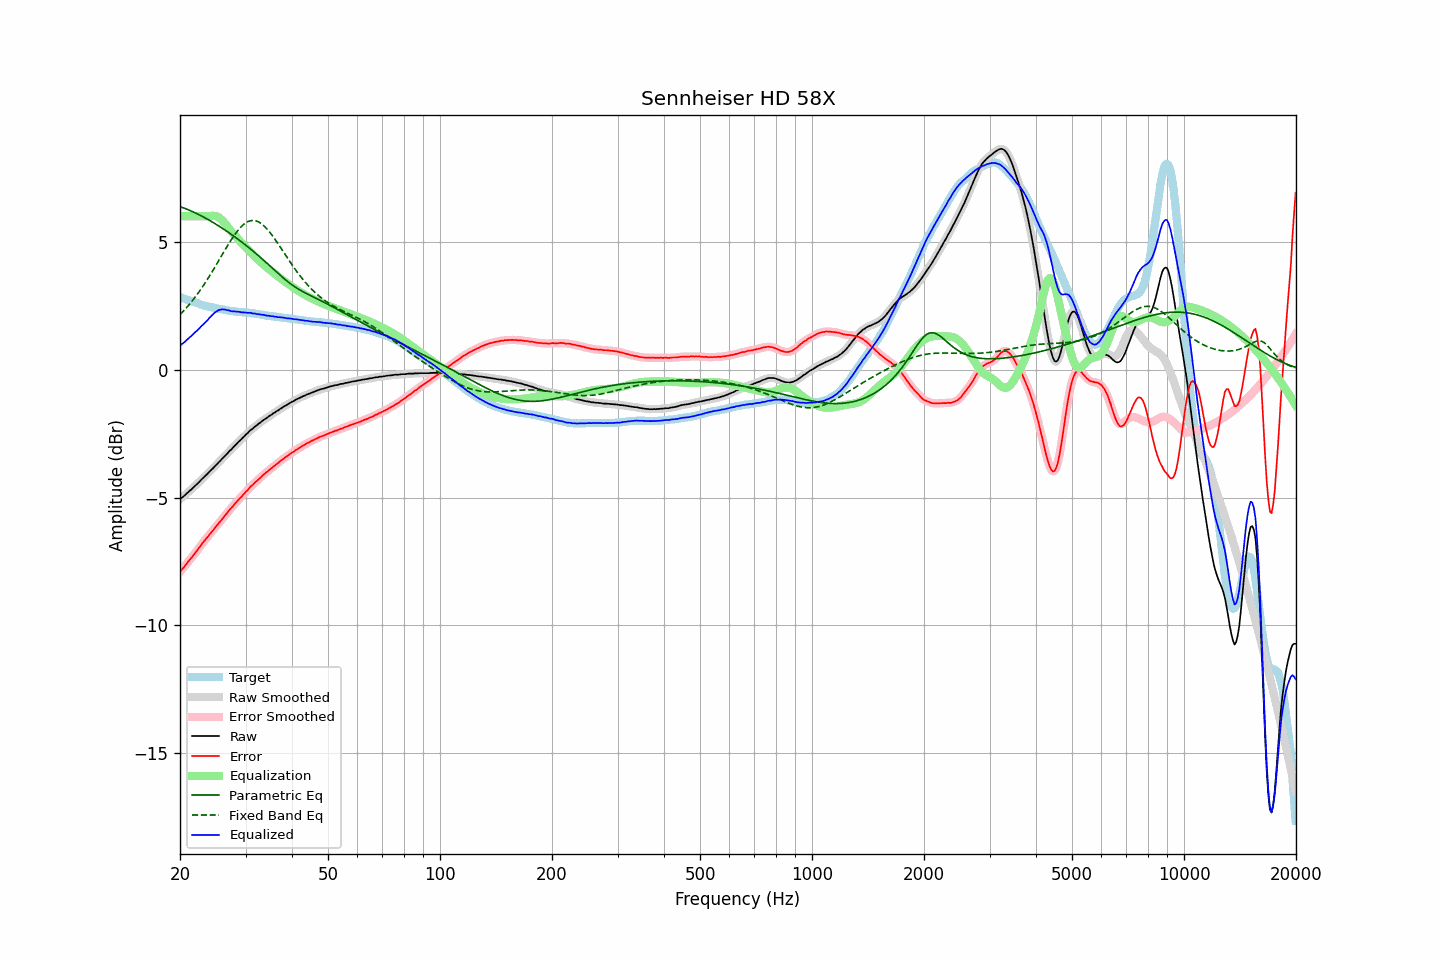 Sennheiser HD 58X
Amplitude (dBr)
5
0
−5
−10
−15
Target
Raw Smoothed
Error Smoothed
Raw
Error
Equalization
Parametric Eq
Fixed Band Eq
Equalized
20 50 100 200 500 1000 2000 5000 10000 20000
Frequency (Hz)